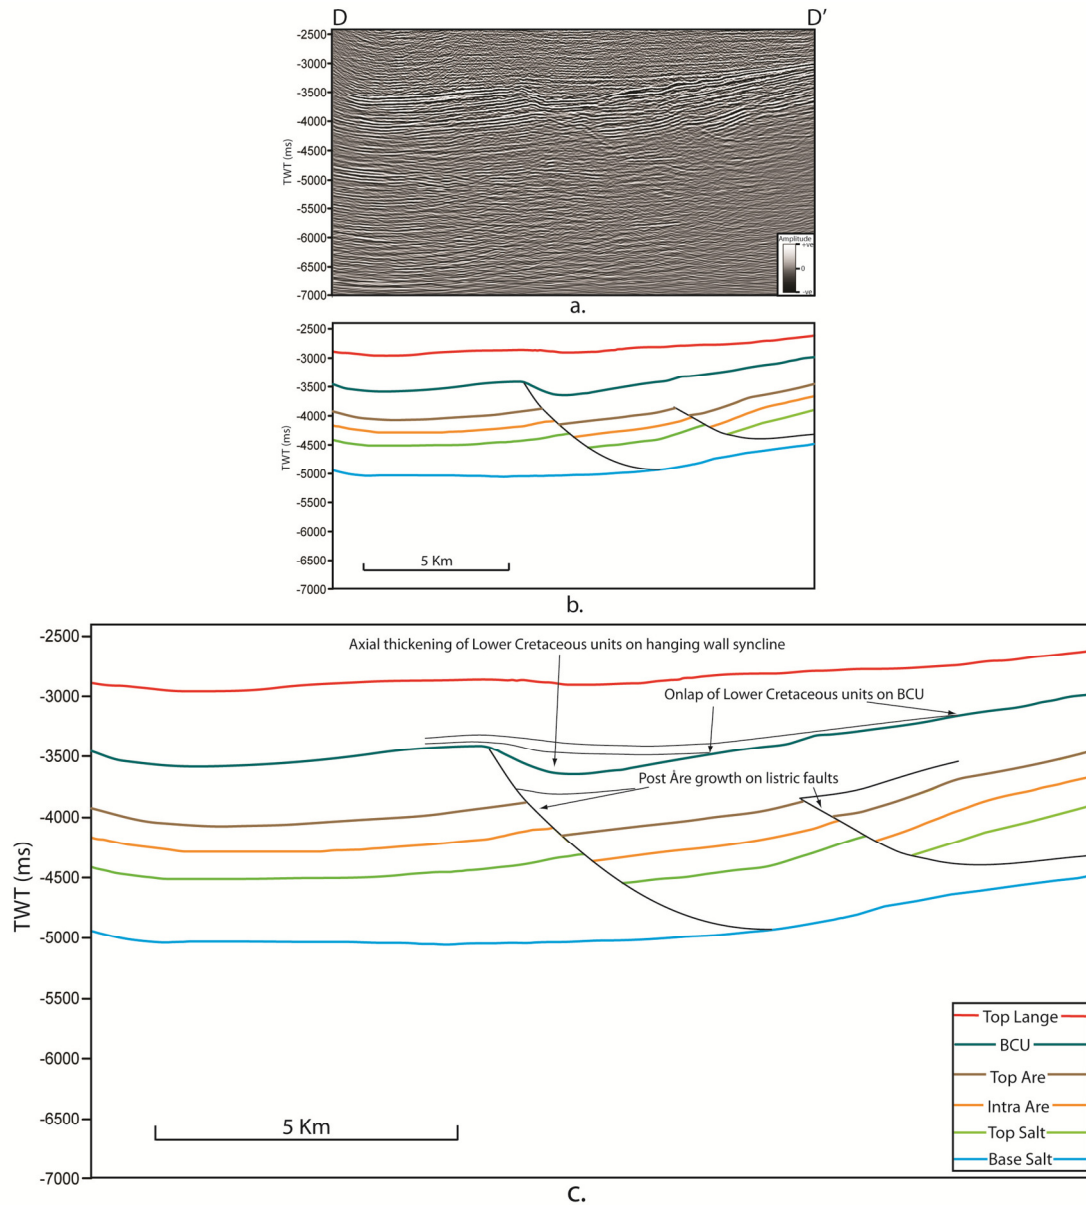 D D'
-2500
-3000
-3500
-4000
-4500
-5000
-5500
-6000
-6500
-7000
TWT (ms)
Amplitude
+ve
0
-ve
a.
-2500
-3000
-3500
-4000
-4500
-5000
-5500
-6000
-6500
-7000
TWT (ms)
5 Km
b.
-2500
-3000
-3500
-4000
-4500
-5000
-5500
-6000
-6500
-7000
TWT (ms)
Axial thickening of Lower Cretaceous units on hanging wall syncline
Onlap of Lower Cretaceous units on BCU
Post Åre growth on listric faults
5 Km
Top Lange
BCU
Top Are
Intra Are
Top Salt
Base Salt
c.